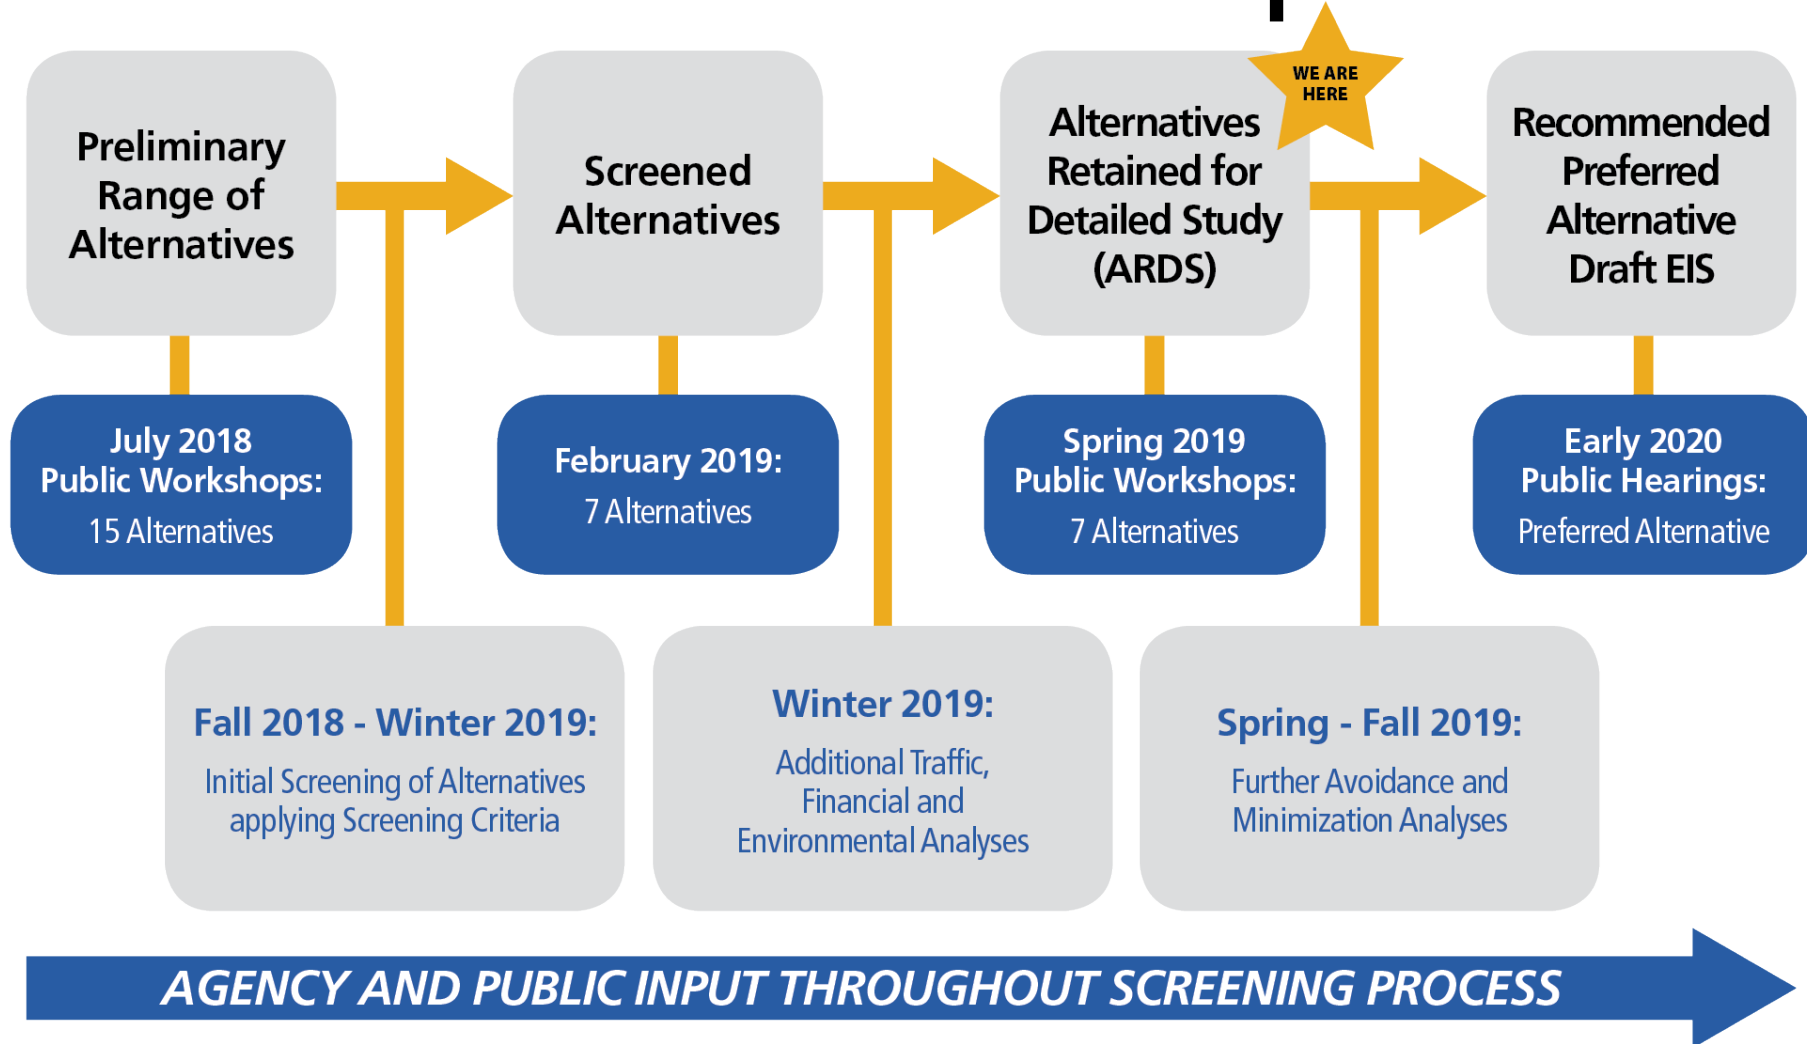 Preliminary
Range of
Alternatives
Screened
Alternatives
Alternatives
Retained for
Detailed Study
(ARDS)
WE ARE
HERE
Recommended
Preferred
Alternative
Draft EIS
July 2018
Public Workshops:
15 Alternatives
February 2019:
7 Alternatives
Spring 2019
Public Workshops:
7 Alternatives
Early 2020
Public Hearings:
Preferred Alternative
Fall 2018 - Winter 2019:
Initial Screening of Alternatives
applying Screening Criteria
Winter 2019:
Additional Traffic,
Financial and
Environmental Analyses
Spring - Fall 2019:
Further Avoidance and
Minimization Analyses
AGENCY AND PUBLIC INPUT THROUGHOUT SCREENING PROCESS